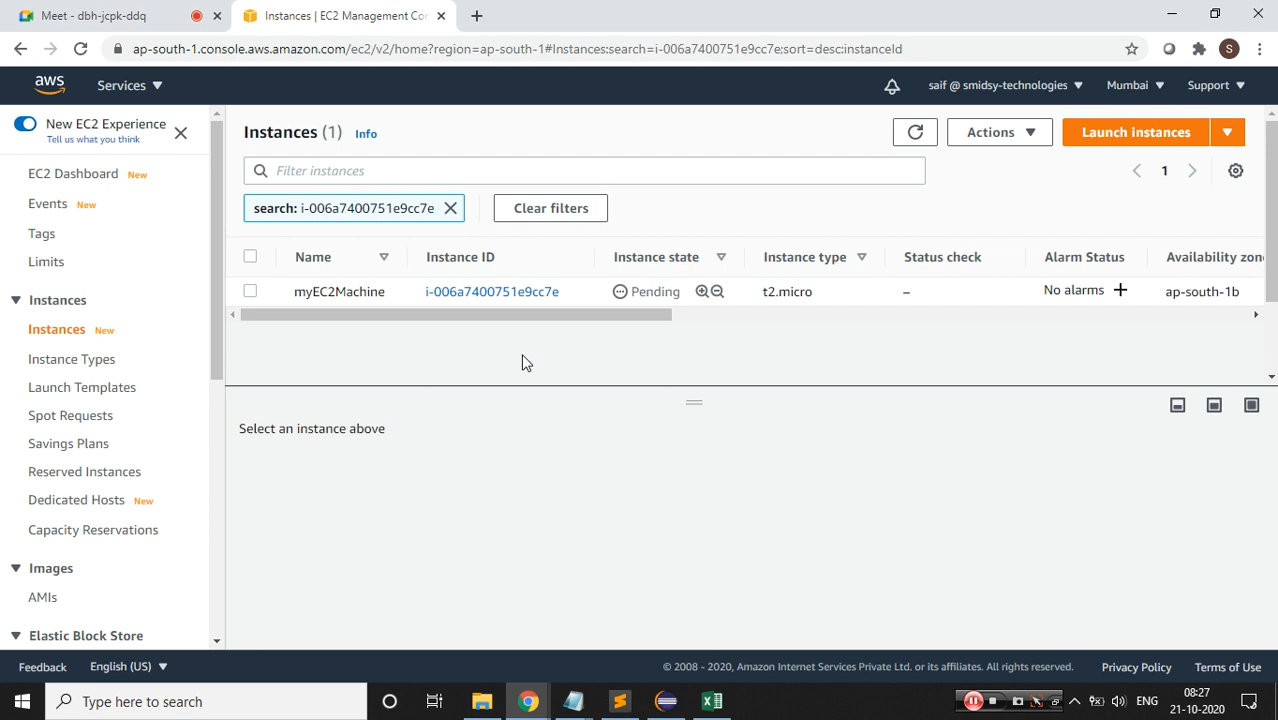 Meet - dbh-jcpk-ddq
Instances | EC2 Management Con
ap-south-1.console.aws.amazon.com/ec2/v2/home?region=ap-south-1#Instances:search=i-006a7400751e9cc7e;sort=desc:instanceId
S
aws
Services
saif @ smidsy-technologies
Mumbai
Support
New EC2 Experience
Tell us what you think
EC2 Dashboard New
Events New
Tags
Limits
Instances
Instances New
Instance Types
Launch Templates
Spot Requests
Savings Plans
Reserved Instances
Dedicated Hosts New
Capacity Reservations
Images
AMIs
Elastic Block Store
Instances (1) Info
Actions
Launch instances
Filter instances
1
search: i-006a7400751e9cc7e
Clear filters
Name Instance ID Instance state Instance type Status check Alarm Status Availability zone
myEC2Machine i-006a7400751e9cc7e Pending t2.micro – No alarms + ap-south-1b
Select an instance above
Feedback English (US) © 2008 - 2020, Amazon Internet Services Private Ltd. or its affiliates. All rights reserved. Privacy Policy Terms of Use
Type here to search
ENG
08:27
21-10-2020